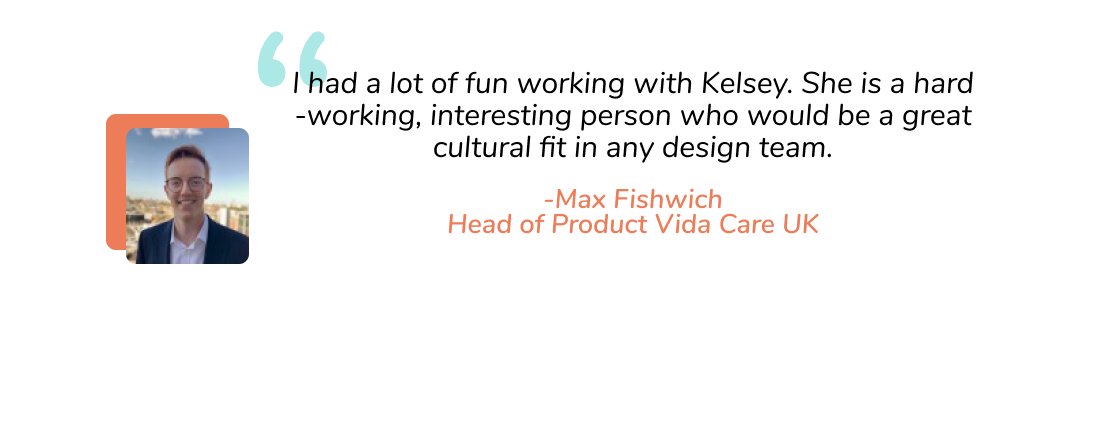 I had a lot of fun working with Kelsey. She is a hard
-working, interesting person who would be a great
cultural fit in any design team.
-Max Fishwich
Head of Product Vida Care UK